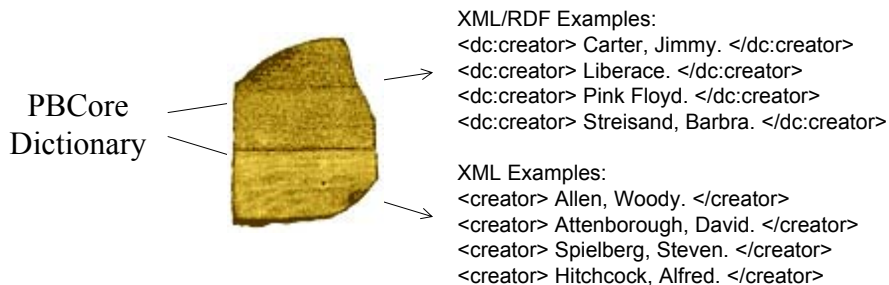 PBCore
Dictionary
XML/RDF Examples:
<dc:creator> Carter, Jimmy. </dc:creator>
<dc:creator> Liberace. </dc:creator>
<dc:creator> Pink Floyd. </dc:creator>
<dc:creator> Streisand, Barbra. </dc:creator>
XML Examples:
<creator> Allen, Woody. </creator>
<creator> Attenborough, David. </creator>
<creator> Spielberg, Steven. </creator>
<creator> Hitchcock, Alfred. </creator>